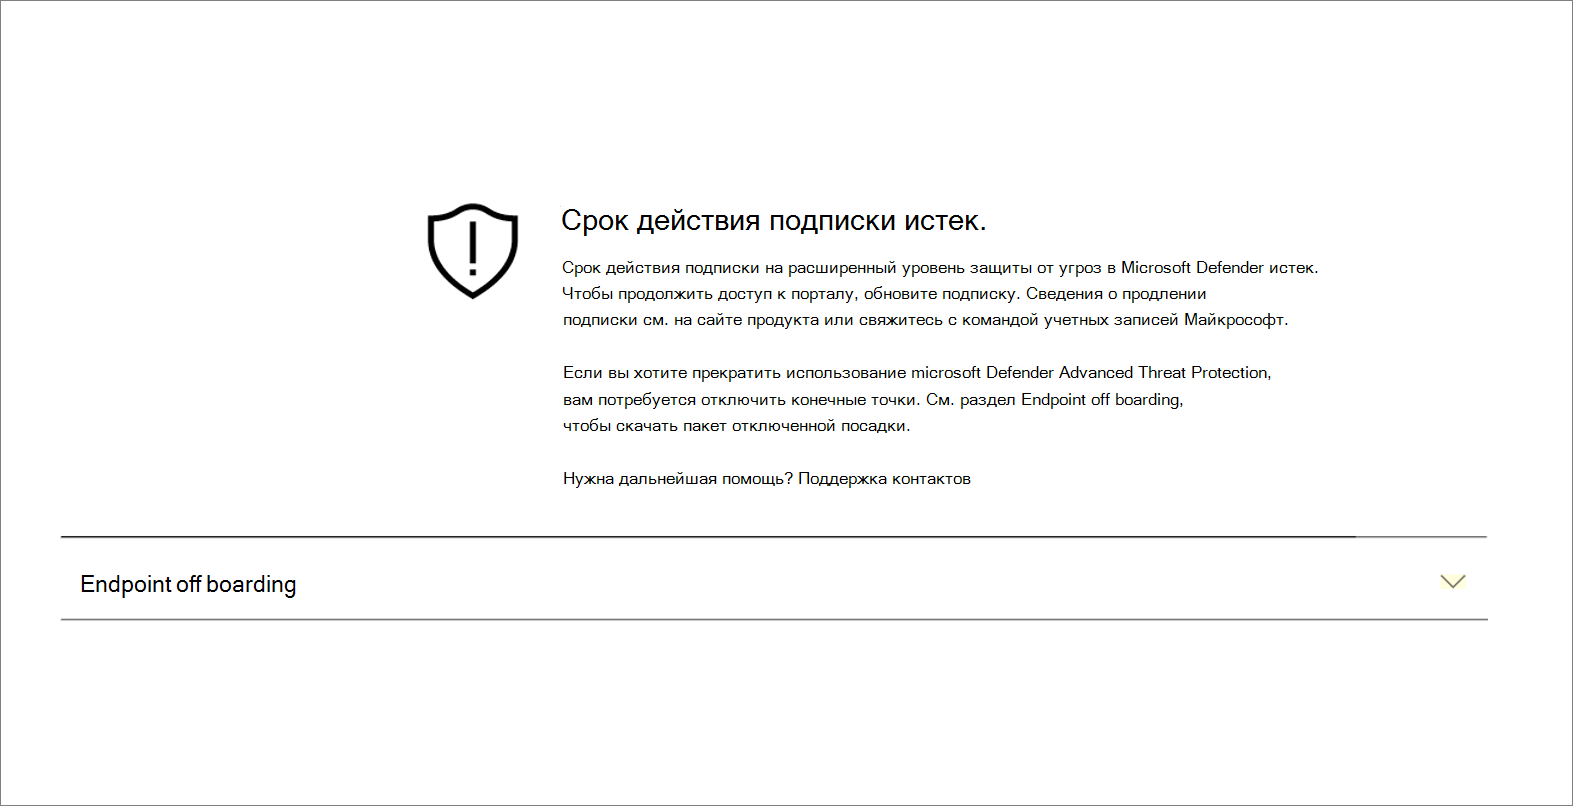 Срок действия подписки истек.
Срок действия подписки на расширенный уровень защиты от угроз в Microsoft Defender истек.
Чтобы продолжить доступ к порталу, обновите подписку. Сведения о продлении
подписки см. на сайте продукта или свяжитесь с командой учетных записей Майкрософт.
Если вы хотите прекратить использование microsoft Defender Advanced Threat Protection,
вам потребуется отключить конечные точки. См. раздел Endpoint off boarding,
чтобы скачать пакет отключенной посадки.
Нужна дальнейшая помощь? Поддержка контактов
Endpoint off boarding